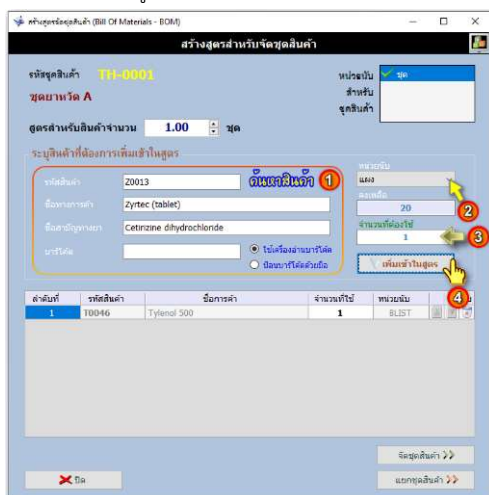 สร้างสูตรย่อยชุดสินค้า (Bill Of Materials - BOM)
สร้างสูตรสำหรับจัดชุดสินค้า
รหัสชุดสินค้า TH-0001
ชุดยาหวัด A
หน่วยนับ
สำหรับ
ชุดสินค้า
ชุด
สูตรสำหรับสินค้าจำนวน 1.00 ชุด
ระบุสินค้าที่ต้องการเพิ่มเข้าในสูตร
รหัสสินค้า Z0013 ค้นหาสินค้า 1
ชื่อทางการค้า Zyrtec (tablet)
ชื่อสามัญทางยา Cetirizine dihydrochloride
บาร์โค้ด
ใช้เครื่องอ่านบาร์โค้ด
ป้อนบาร์โค้ดด้วยมือ
หน่วยนับ
แผง
2
คงเหลือ
20
จำนวนที่ต้องใช้
1
3
เพิ่มเข้าในสูตร
4
ลำดับที่ รหัสสินค้า ชื่อการค้า จำนวนที่ใช้ หน่วยนับ
1 T0046 Tylenol 500 1 BLIST
จัดชุดสินค้า >>
ปิด แยกชุดสินค้า >>